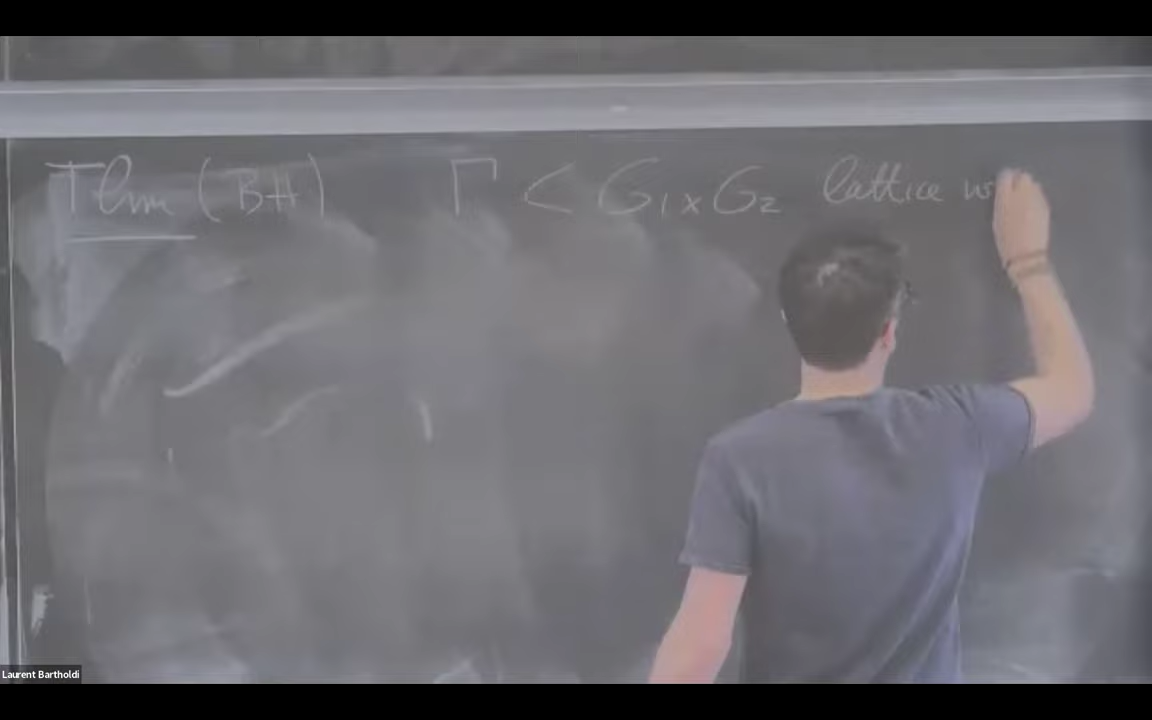 Thm (BH) Γ < G₁ × G₂ lattice
Laurent Bartholdi